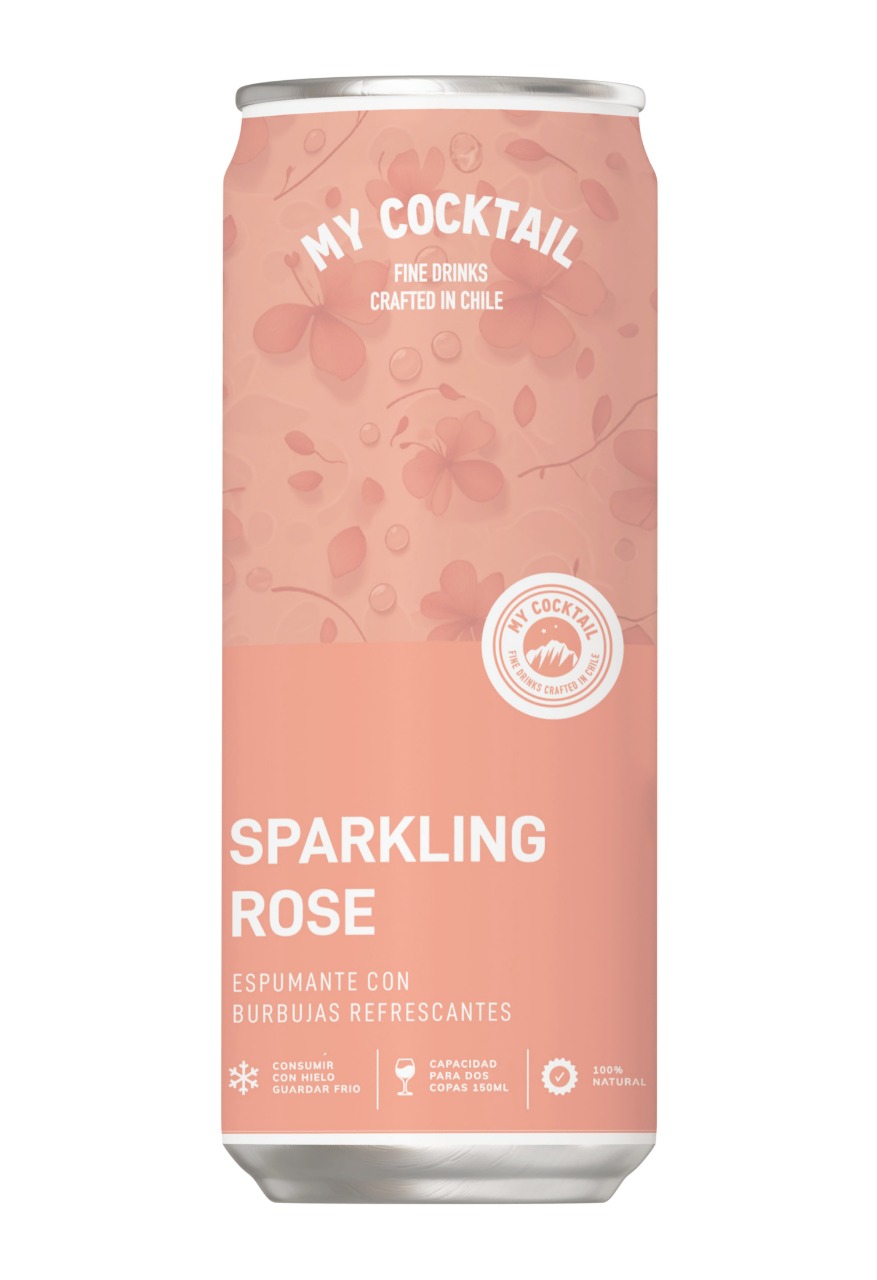 MY COCKTAIL
FINE DRINKS
CRAFTED IN CHILE
MY COCKTAIL
FINE DRINKS CRAFTED IN CHILE
SPARKLING
ROSE
ESPUMANTE CON
BURBUJAS REFRESCANTES
CONSUMIR
CON HIELO
GUARDAR FRIO
CAPACIDAD
PARA DOS
COPAS 150ML
100%
NATURAL